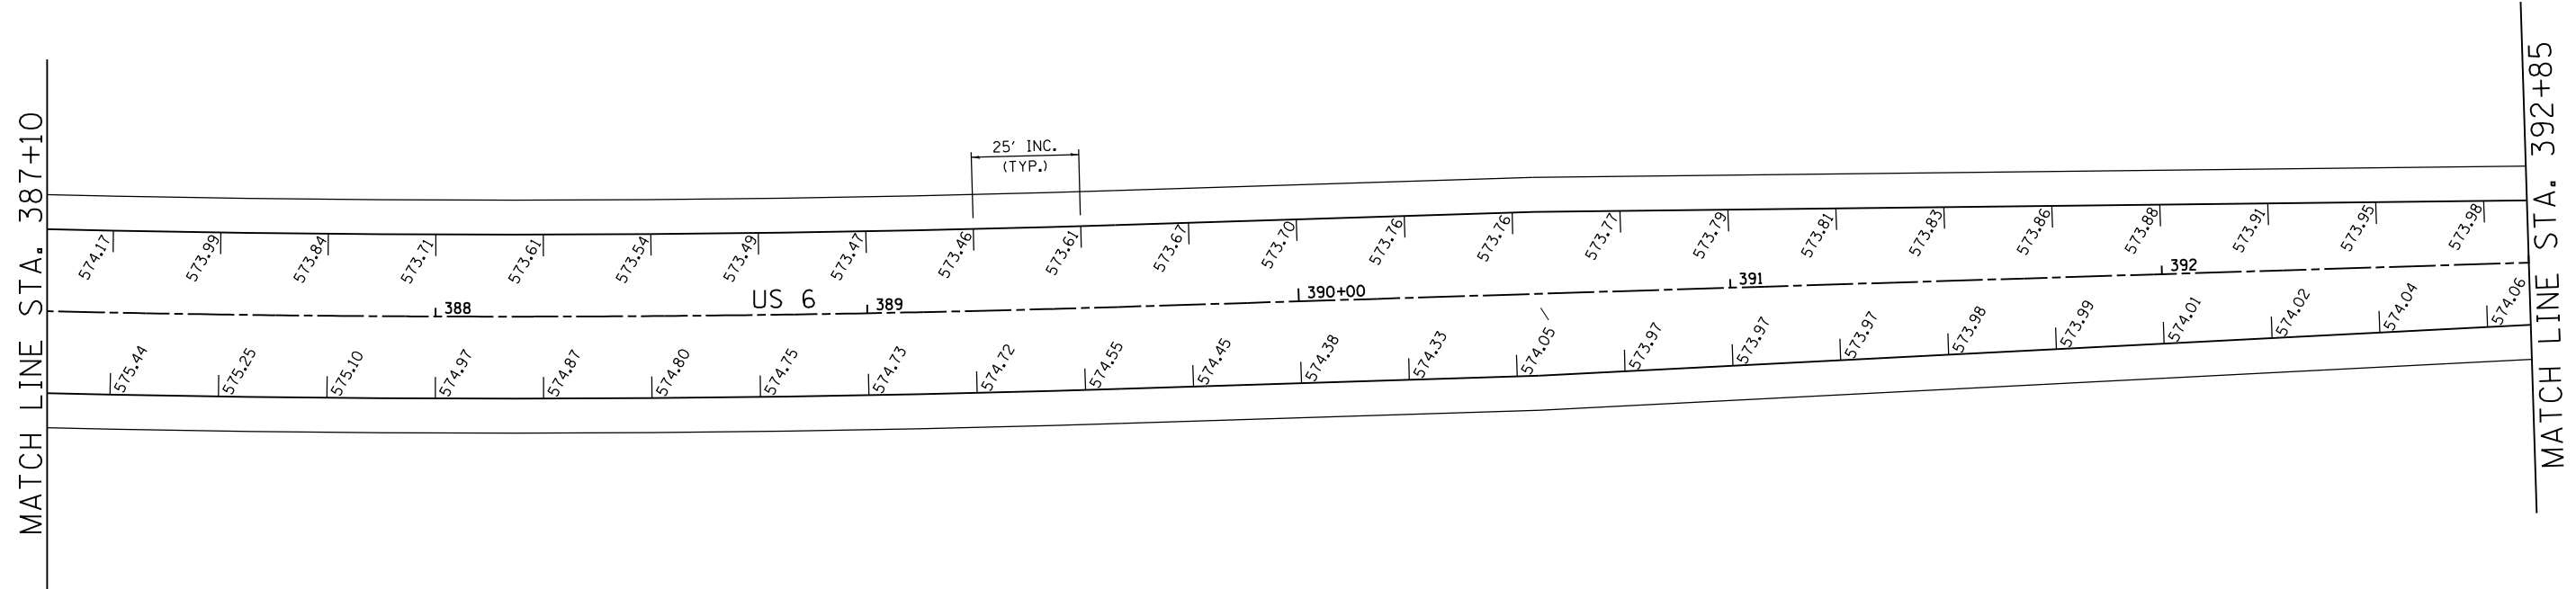 MATCH LINE STA. 387+10
25' INC.
(TYP.)
574.17 573.99 573.84 573.71 573.61 573.54 573.49 573.47 573.46 573.61 573.67 573.70 573.76 573.76 573.77 573.79 573.81 573.83 573.86 573.88 573.91 573.95 573.98
388 US 6 389 390+00 391 392
575.44 575.25 575.10 574.97 574.87 574.80 574.75 574.73 574.72 574.55 574.45 574.38 574.33 574.05 573.97 573.97 573.97 573.98 573.99 574.01 574.02 574.04 574.06
MATCH LINE STA. 392+85